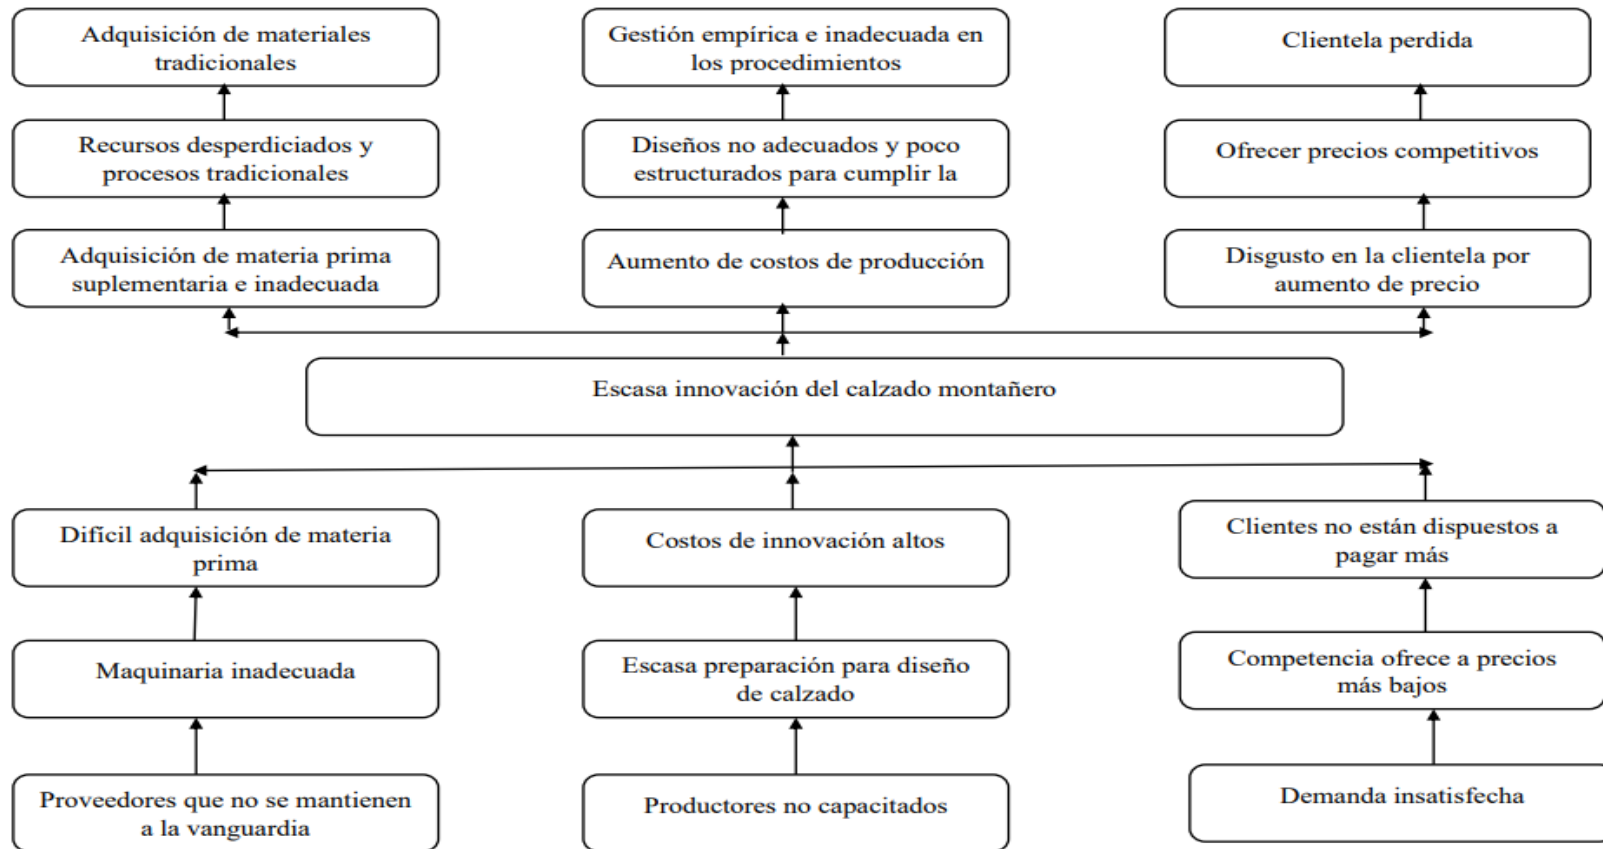 Adquisición de materiales
tradicionales
Gestión empírica e inadecuada en
los procedimientos
Clientela perdida
Recursos desperdiciados y
procesos tradicionales
Diseños no adecuados y poco
estructurados para cumplir la
Ofrecer precios competitivos
Adquisición de materia prima
suplementaria e inadecuada
Aumento de costos de producción
Disgusto en la clientela por
aumento de precio
Escasa innovación del calzado montañero
Difícil adquisición de materia
prima
Costos de innovación altos
Clientes no están dispuestos a
pagar más
Maquinaria inadecuada
Escasa preparación para diseño
de calzado
Competencia ofrece a precios
más bajos
Proveedores que no se mantienen
a la vanguardia
Productores no capacitados
Demanda insatisfecha